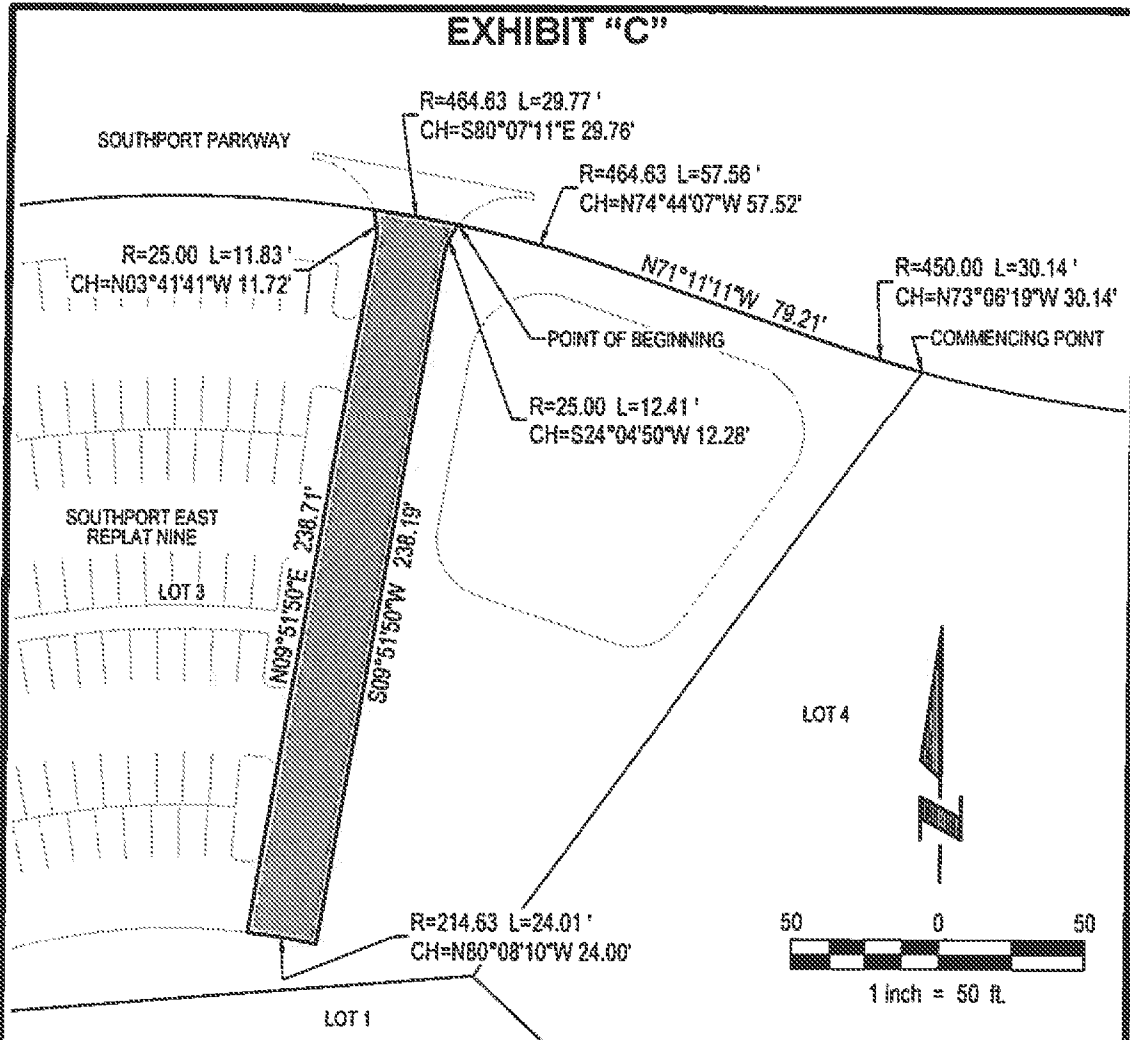 EXHIBIT "C"
R=464.63 L=29.77 '
CH=S80°07'11"E 29.76'
SOUTHPORT PARKWAY
R=464.63 L=57.56 '
CH=N74°44'07"W 57.52'
R=25.00 L=11.83 '
CH=N03°41'41"W 11.72'
N71°11'11"W 79.21'
R=450.00 L=30.14 '
CH=N73°06'19"W 30.14'
POINT OF BEGINNING
COMMENCING POINT
R=25.00 L=12.41 '
CH=S24°04'50"W 12.28'
N09°51'50"E 238.71'
S09°51'50"W 238.19'
SOUTHPORT EAST
REPLAT NINE
LOT 3
LOT 4
N
R=214.63 L=24.01 '
CH=N80°08'10"W 24.00'
50 0 50
1 inch = 50 ft.
LOT 1